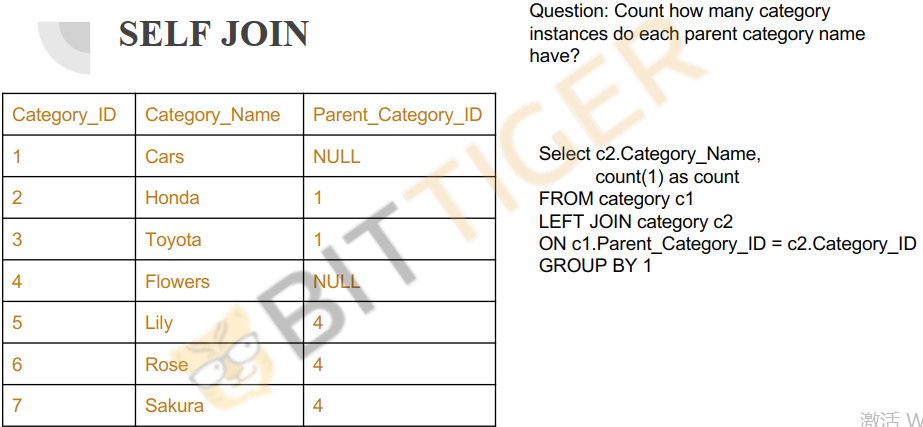 SELF JOIN
Question: Count how many category
instances do each parent category name
have?
Category_ID Category_Name Parent_Category_ID
1 Cars NULL
2 Honda 1
3 Toyota 1
4 Flowers NULL
5 Lily 4
6 Rose 4
7 Sakura 4
Select c2.Category_Name,
count(1) as count
FROM category c1
LEFT JOIN category c2
ON c1.Parent_Category_ID = c2.Category_ID
GROUP BY 1
BITTIGER
激活 W